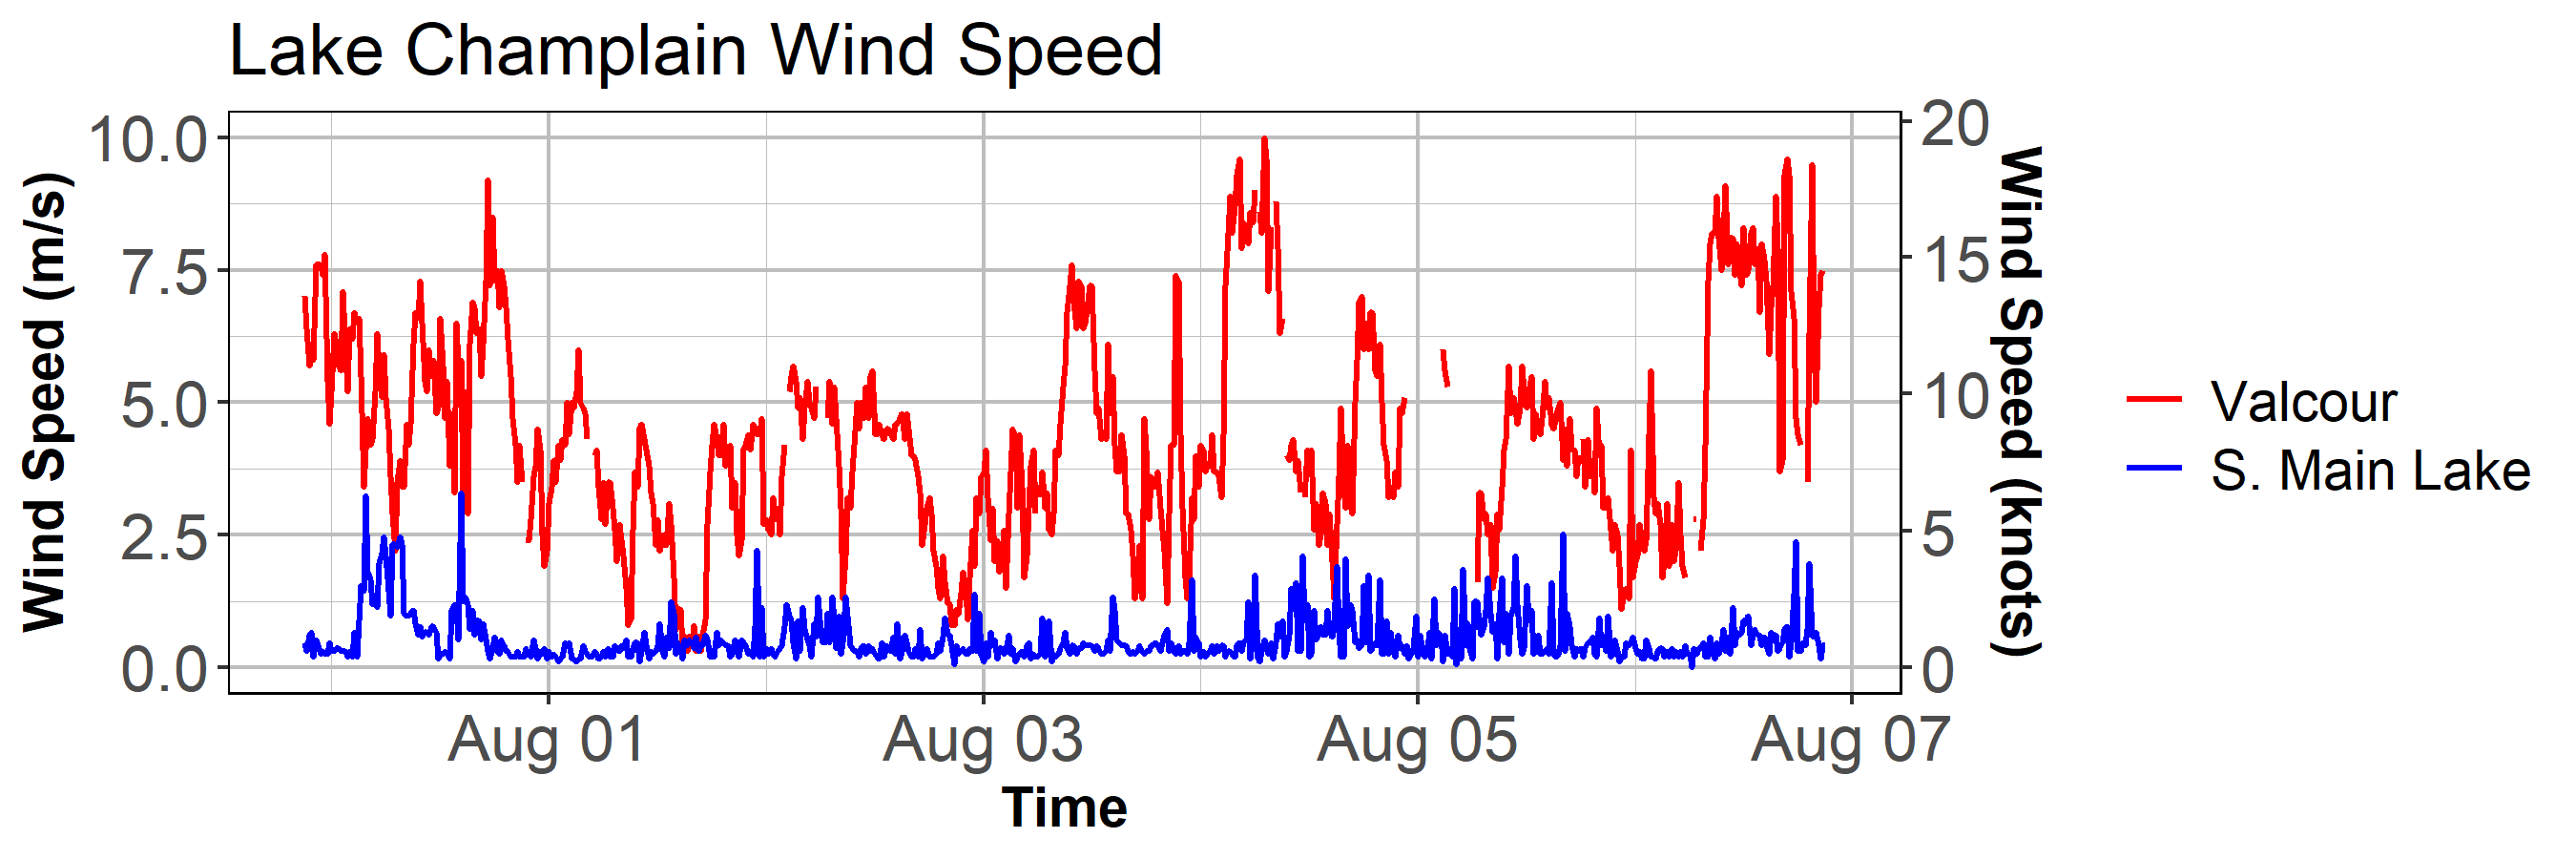 Lake Champlain Wind Speed
Wind Speed (m/s)
10.0
7.5
5.0
2.5
0.0
20
15
10
5
0
Wind Speed (knots)
Aug 01
Aug 03
Aug 05
Aug 07
Time
Valcour
S. Main Lake